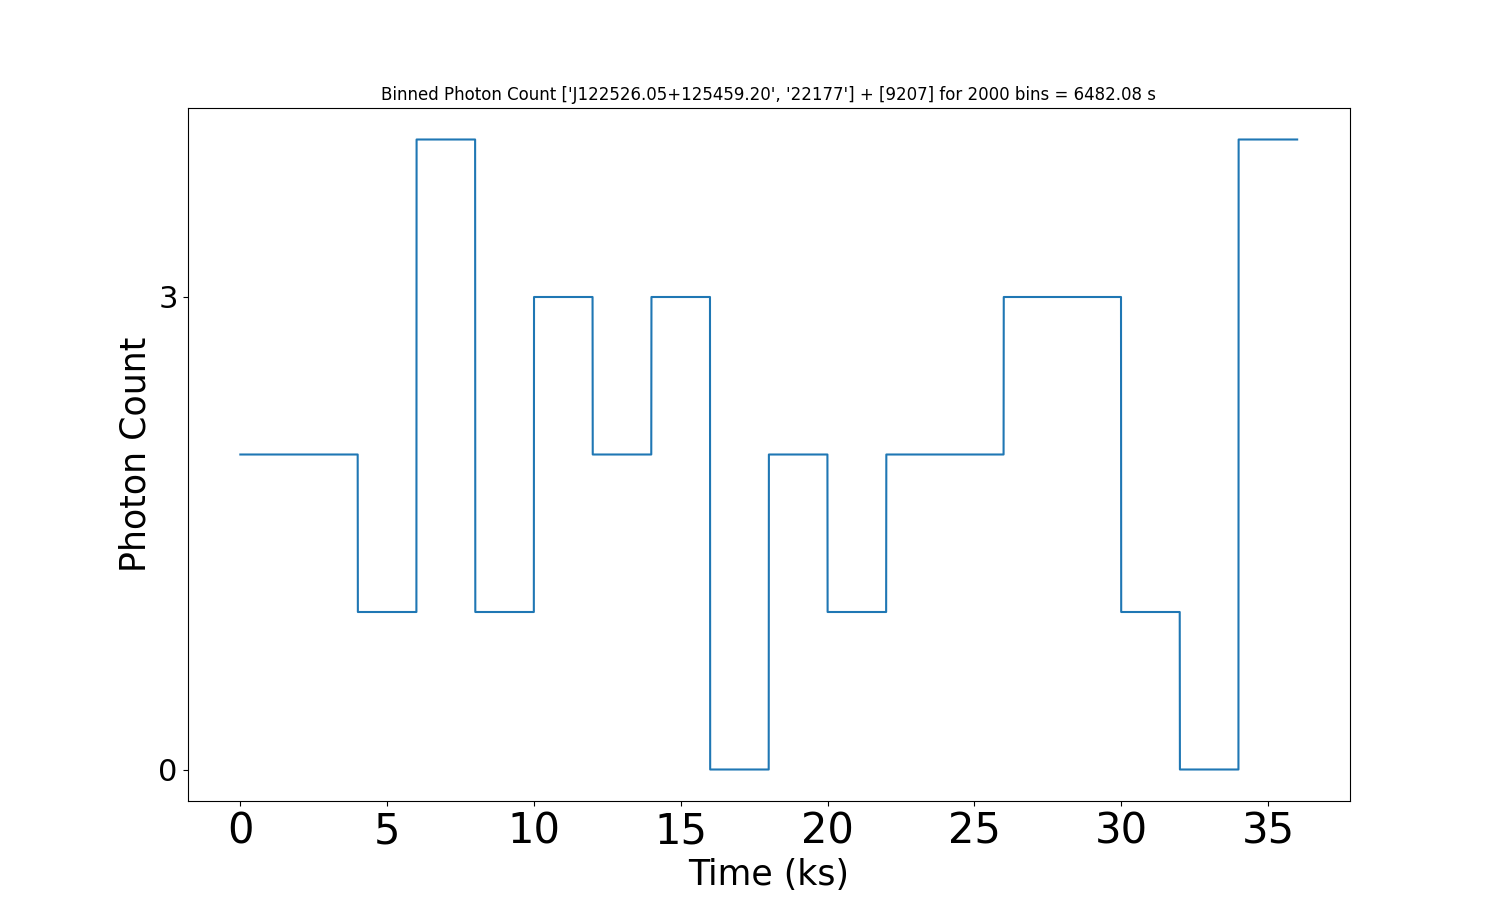 Binned Photon Count ['J122526.05+125459.20', '22177'] + [9207] for 2000 bins = 6482.08 s
3
Photon Count
0
0 5 10 15 20 25 30 35
Time (ks)